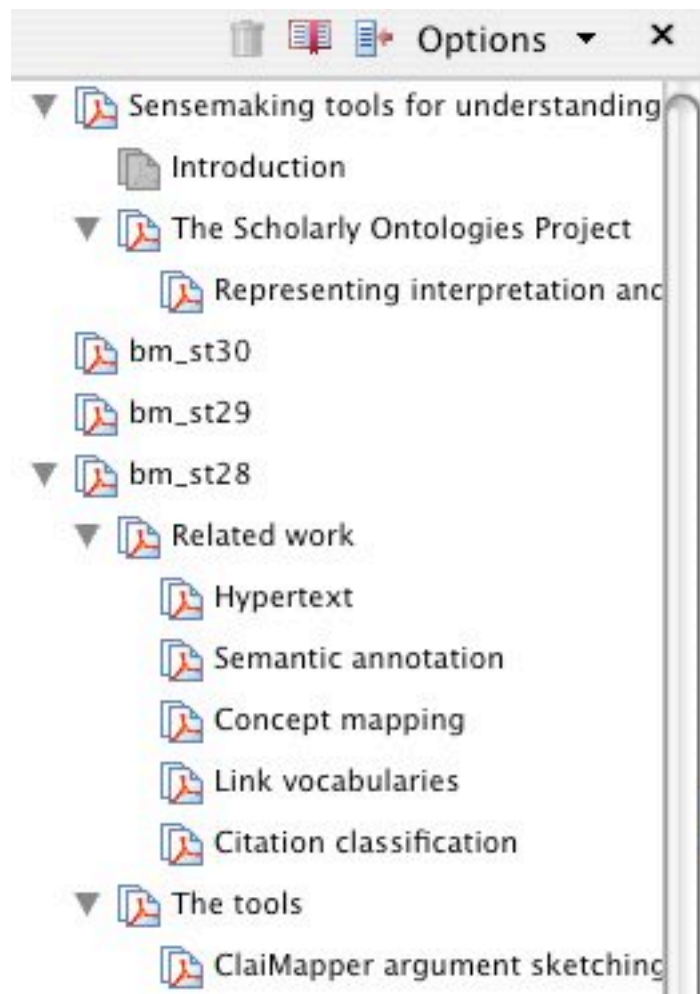 Options
Sensemaking tools for understanding
Introduction
The Scholarly Ontologies Project
Representing interpretation and
bm_st30
bm_st29
bm_st28
Related work
Hypertext
Semantic annotation
Concept mapping
Link vocabularies
Citation classification
The tools
ClaiMapper argument sketching